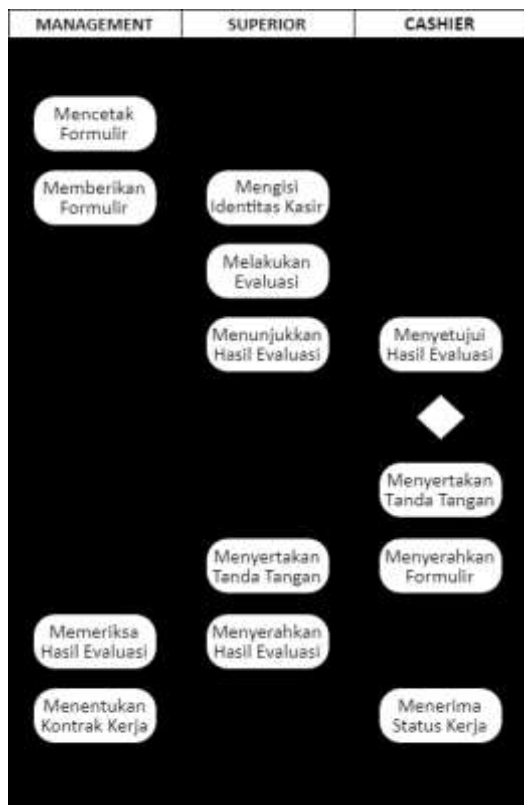 MANAGEMENT SUPERIOR CASHIER
Mencetak
Formulir
Memberikan
Formulir
Mengisi
Identitas Kasir
Melakukan
Evaluasi
Menunjukkan
Hasil Evaluasi
Menyetujui
Hasil Evaluasi
Menyertakan
Tanda Tangan
Menyertakan
Tanda Tangan
Menyerahkan
Formulir
Memeriksa
Hasil Evaluasi
Menyerahkan
Hasil Evaluasi
Menentukan
Kontrak Kerja
Menerima
Status Kerja